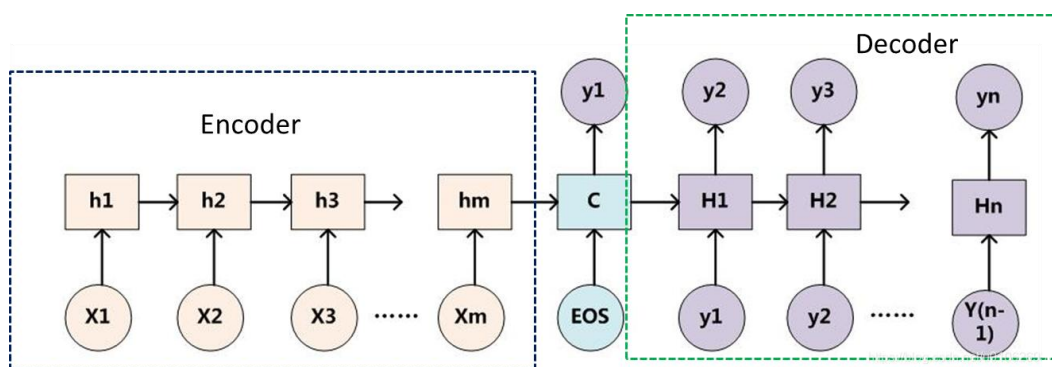 Decoder
Encoder
y1
y2
y3
yn
h1
h2
h3
hm
C
H1
H2
Hn
X1
X2
X3
......
Xm
EOS
y1
y2
......
Y(n-
1)